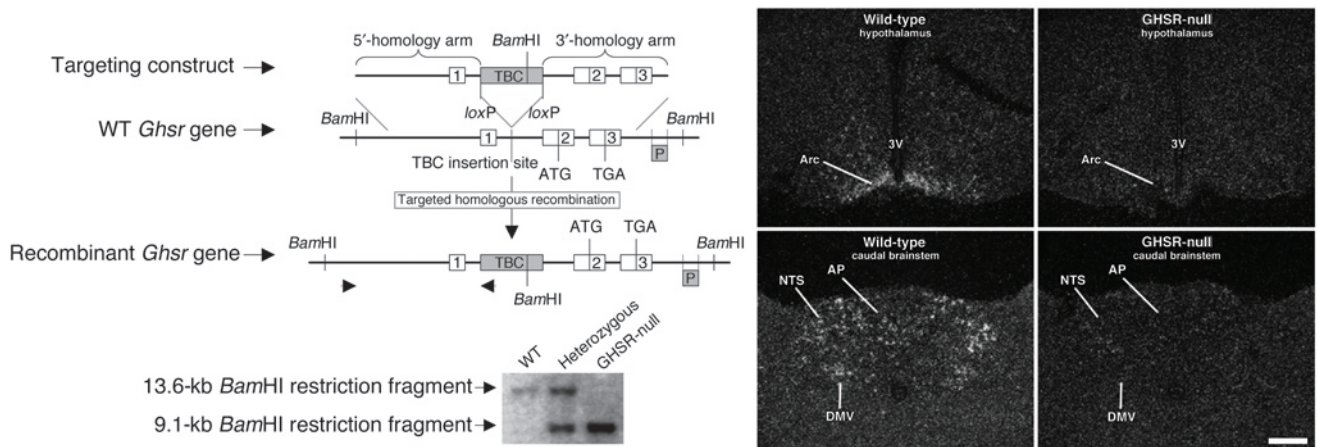 5′-homology arm BamHI 3′-homology arm
Targeting construct
1 TBC 2 3
loxP loxP
BamHI BamHI
WT Ghsr gene
1 2 3
P
TBC insertion site
ATG TGA
Targeted homologous recombination
ATG TGA
BamHI BamHI
Recombinant Ghsr gene
1 TBC 2 3
P
BamHI
WT Heterozygous GHSR-null
13.6-kb BamHI restriction fragment
9.1-kb BamHI restriction fragment
Wild-type
hypothalamus
3V
Arc
GHSR-null
hypothalamus
3V
Arc
Wild-type
caudal brainstem
AP
NTS
DMV
GHSR-null
caudal brainstem
AP
NTS
DMV